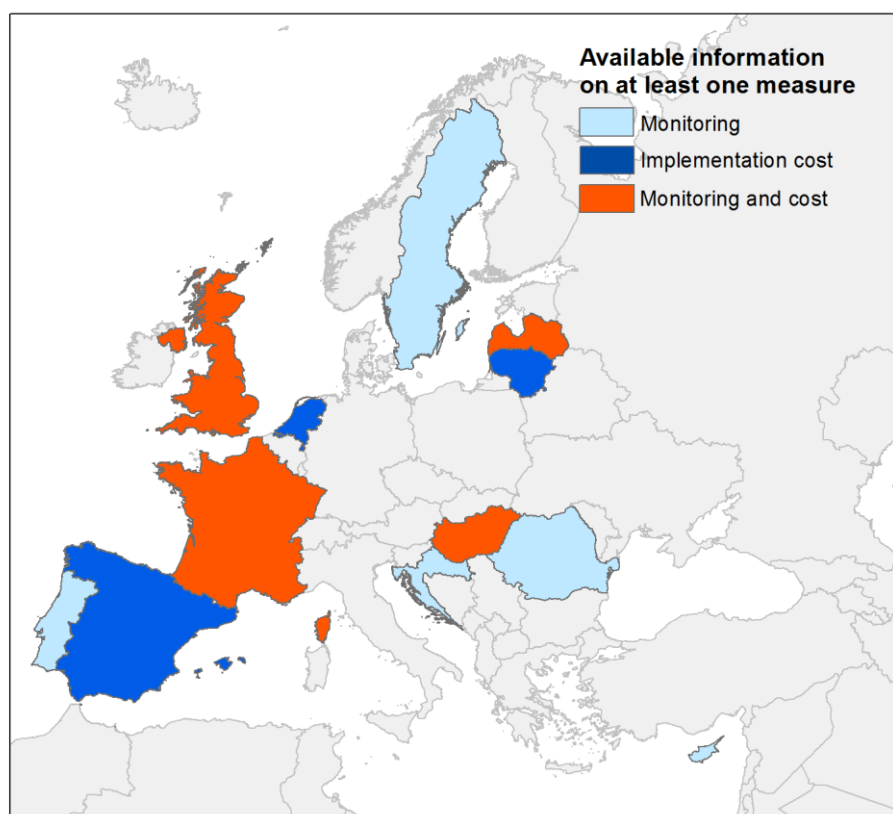 Available information
on at least one measure
Monitoring
Implementation cost
Monitoring and cost